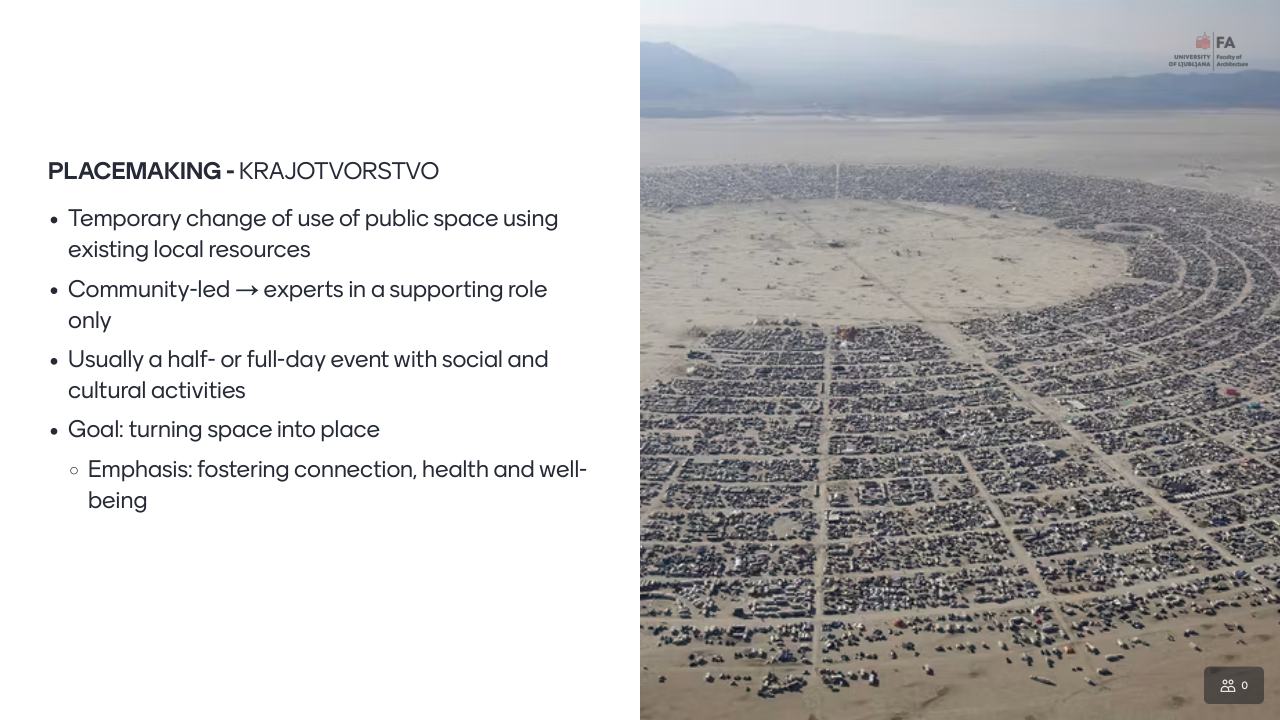 PLACEMAKING - KRAJOTVORSTVO
• Temporary change of use of public space using
existing local resources
• Community-led → experts in a supporting role
only
• Usually a half- or full-day event with social and
cultural activities
• Goal: turning space into place
○ Emphasis: fostering connection, health and well-
being
FA
UNIVERSITY
OF LJUBLJANA
Faculty of
Architecture
0